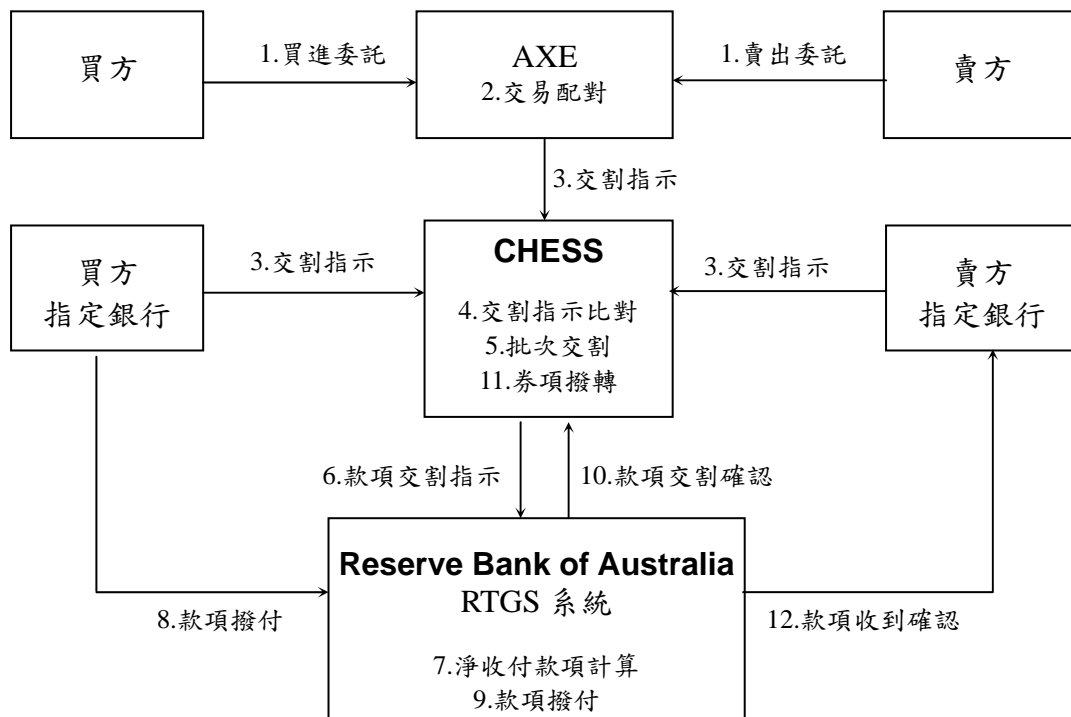 買方
1.買進委託
AXE
2.交易配對
1.賣出委託
賣方
3.交割指示
買方
指定銀行
3.交割指示
CHESS
4.交割指示比對
5.批次交割
11.券項撥轉
3.交割指示
賣方
指定銀行
6.款項交割指示
10.款項交割確認
Reserve Bank of Australia
RTGS 系統
7.淨收付款項計算
9.款項撥付
8.款項撥付
12.款項收到確認